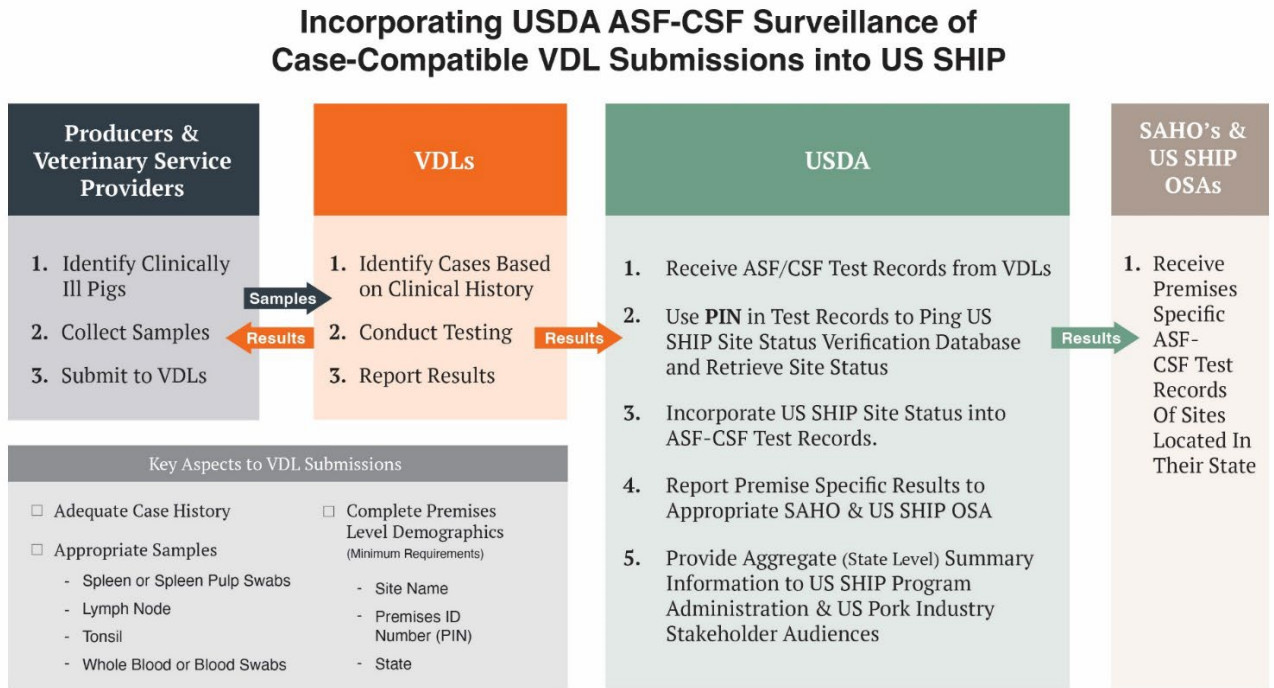 Incorporating USDA ASF-CSF Surveillance of
Case-Compatible VDL Submissions into US SHIP
Producers &
Veterinary Service
Providers
1. Identify Clinically
Ill Pigs
2. Collect Samples
3. Submit to VDLs
Samples
Results
VDLs
1. Identify Cases Based
on Clinical History
2. Conduct Testing
3. Report Results
Results
USDA
1. Receive ASF/CSF Test Records from VDLs
2. Use PIN in Test Records to Ping US
SHIP Site Status Verification Database
and Retrieve Site Status
3. Incorporate US SHIP Site Status into
ASF-CSF Test Records.
4. Report Premise Specific Results to
Appropriate SAHO & US SHIP OSA
5. Provide Aggregate (State Level) Summary
Information to US SHIP Program
Administration & US Pork Industry
Stakeholder Audiences
Results
SAHO's &
US SHIP
OSAs
1. Receive
Premises
Specific
ASF-
CSF Test
Records
Of Sites
Located In
Their State
Key Aspects to VDL Submissions
□ Adequate Case History
□ Appropriate Samples
- Spleen or Spleen Pulp Swabs
- Lymph Node
- Tonsil
- Whole Blood or Blood Swabs
□ Complete Premises
Level Demographics
(Minimum Requirements)
- Site Name
- Premises ID
Number (PIN)
- State